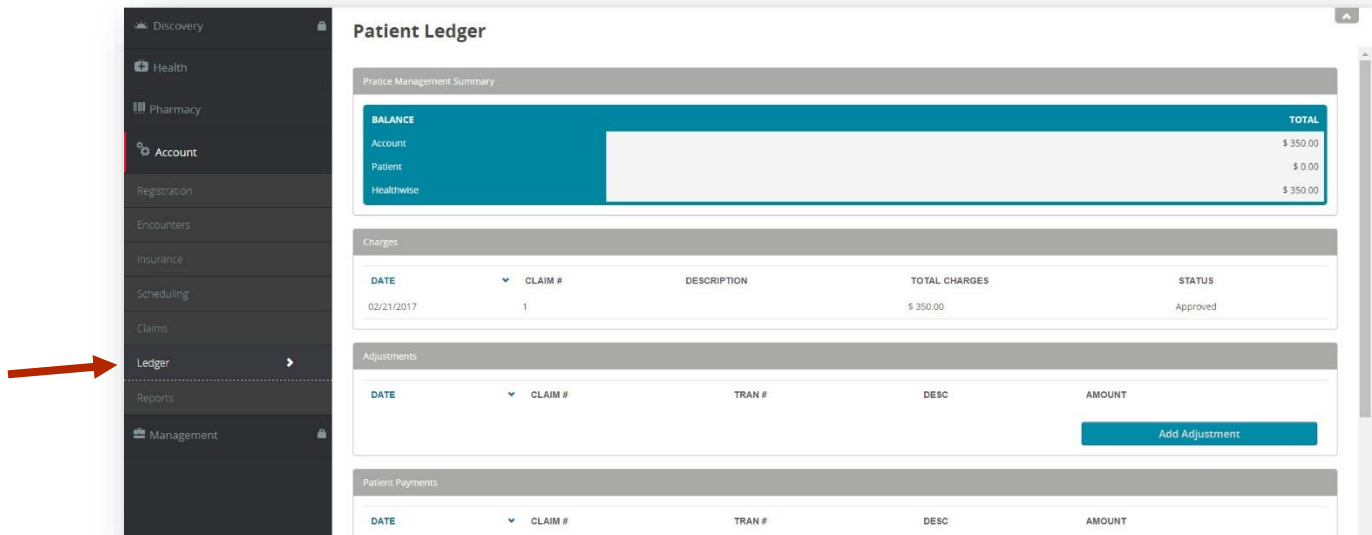 Discovery
Health
Pharmacy
Account
Registration
Encounters
Insurance
Scheduling
Claims
Ledger
Reports
Management
Patient Ledger
Pratice Management Summary
BALANCE TOTAL
Account $ 350.00
Patient $ 0.00
Healthwise $ 350.00
Charges
DATE CLAIM # DESCRIPTION TOTAL CHARGES STATUS
02/21/2017 1 $ 350.00 Approved
Adjustments
DATE CLAIM # TRAN # DESC AMOUNT
Add Adjustment
Patient Payments
DATE CLAIM # TRAN # DESC AMOUNT